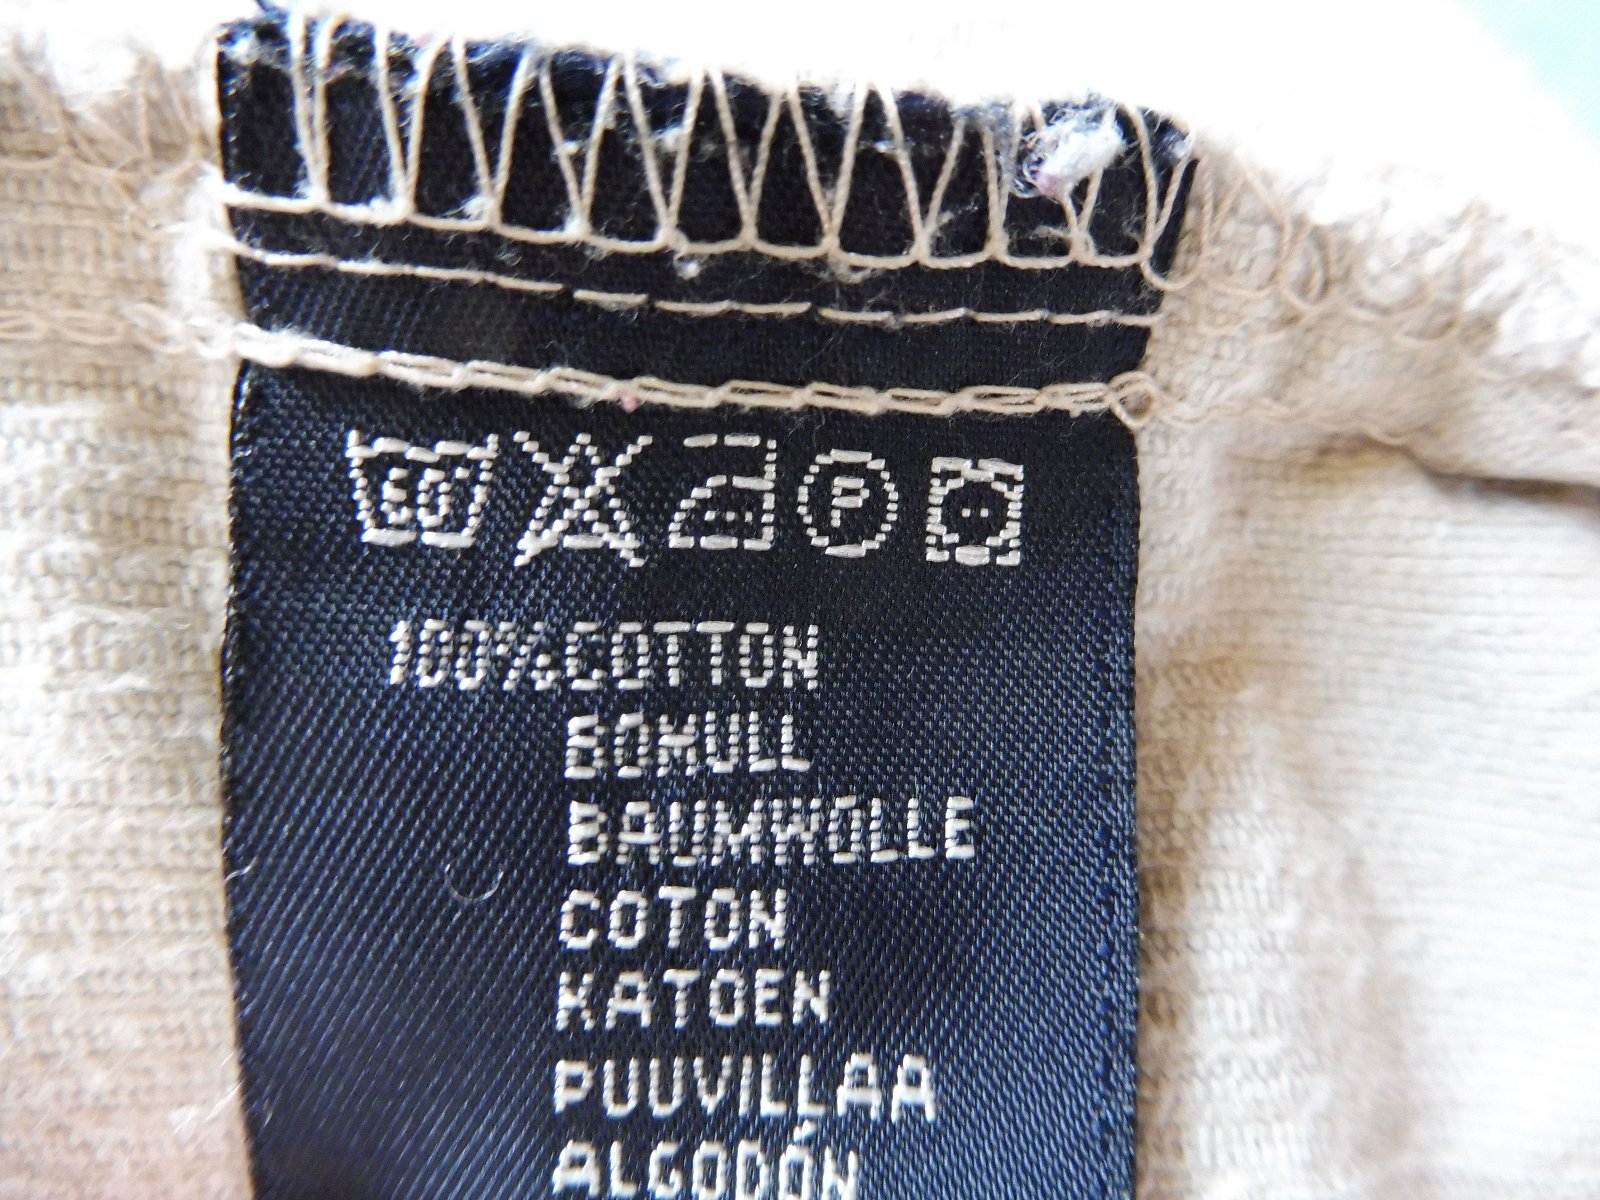 60
P
100% COTTON
BOMULL
BAUMWOLLE
COTON
KATOEN
PUUVILLAA
ALGODÓN